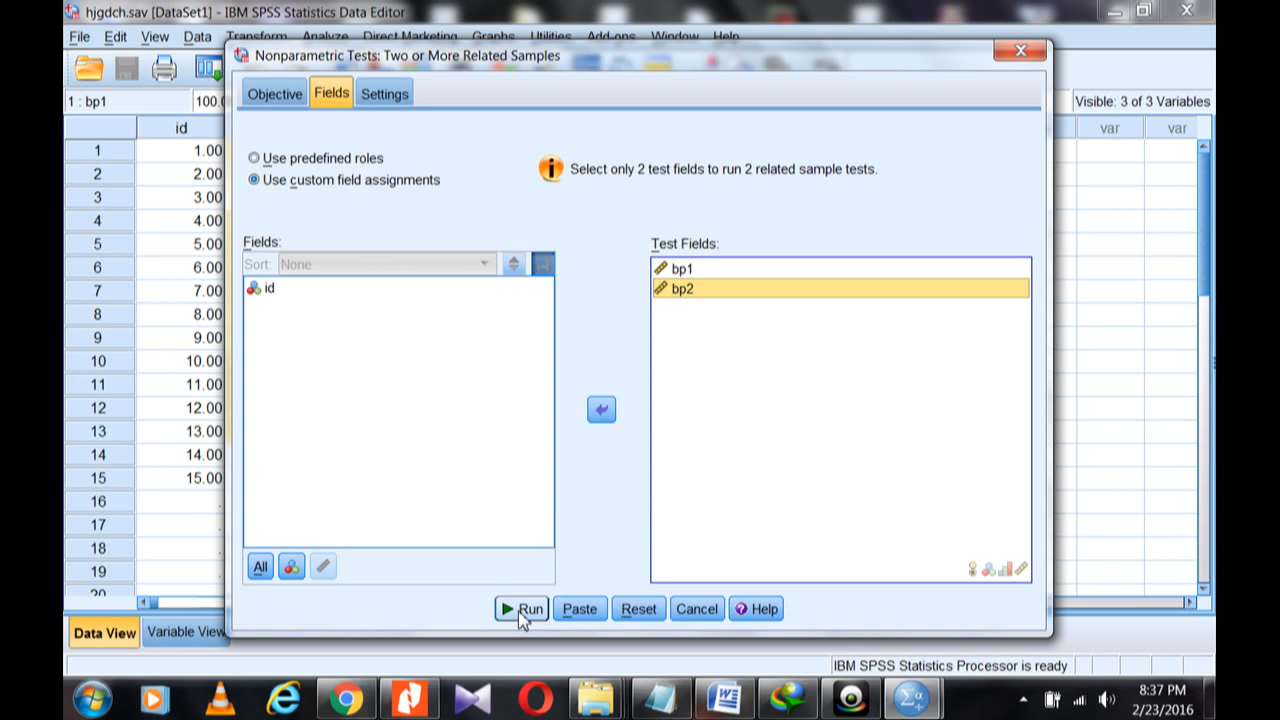 hjgdch.sav [DataSet1] - IBM SPSS Statistics Data Editor
File Edit View Data Transform Analyze Direct Marketing Graphs Utilities Add-ons Window Help
Nonparametric Tests: Two or More Related Samples
Objective Fields Settings
1 : bp1 100.0
Visible: 3 of 3 Variables
id var var
1 1.00
2 2.00
3 3.00
4 4.00
5 5.00
6 6.00
7 7.00
8 8.00
9 9.00
10 10.00
11 11.00
12 12.00
13 13.00
14 14.00
15 15.00
16 .
17 .
18 .
19 .
20
Use predefined roles
Use custom field assignments
Select only 2 test fields to run 2 related sample tests.
Fields:
Sort: None
id
All
Test Fields:
bp1
bp2
Run Paste Reset Cancel Help
Data View Variable View
IBM SPSS Statistics Processor is ready
8:37 PM
2/23/2016